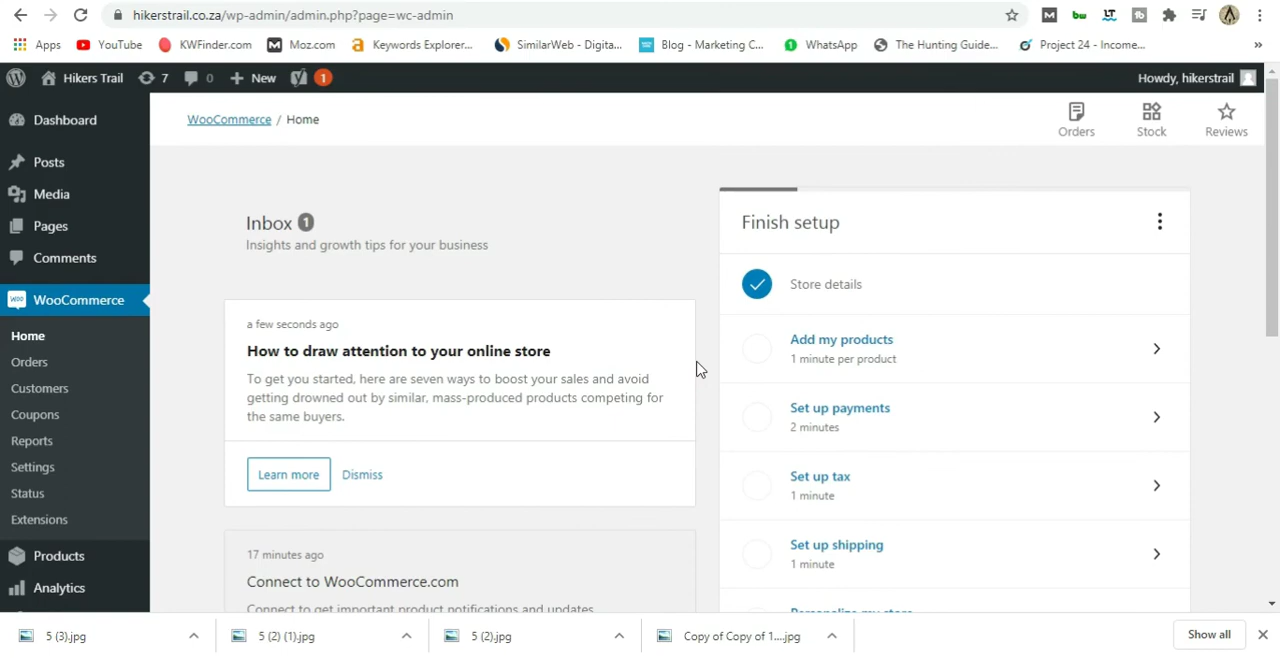 hikerstrail.co.za/wp-admin/admin.php?page=wc-admin
Apps YouTube KWFinder.com Moz.com Keywords Explorer... SimilarWeb - Digita... Blog - Marketing C... WhatsApp The Hunting Guide... Project 24 - Income... »
Hikers Trail 7 0 New 1 Howdy, hikerstrail
Dashboard
Posts
Media
Pages
Comments
WooCommerce
Home
Orders
Customers
Coupons
Reports
Settings
Status
Extensions
Products
Analytics
WooCommerce / Home
Orders Stock Reviews
Inbox 1
Insights and growth tips for your business
a few seconds ago
How to draw attention to your online store
To get you started, here are seven ways to boost your sales and avoid
getting drowned out by similar, mass-produced products competing for
the same buyers.
Learn more Dismiss
17 minutes ago
Connect to WooCommerce.com
Connect to get important product notifications and updates.
Finish setup
Store details
Add my products
1 minute per product
Set up payments
2 minutes
Set up tax
1 minute
Set up shipping
1 minute
Personalize my store
5 (3).jpg 5 (2) (1).jpg 5 (2).jpg Copy of Copy of 1....jpg Show all